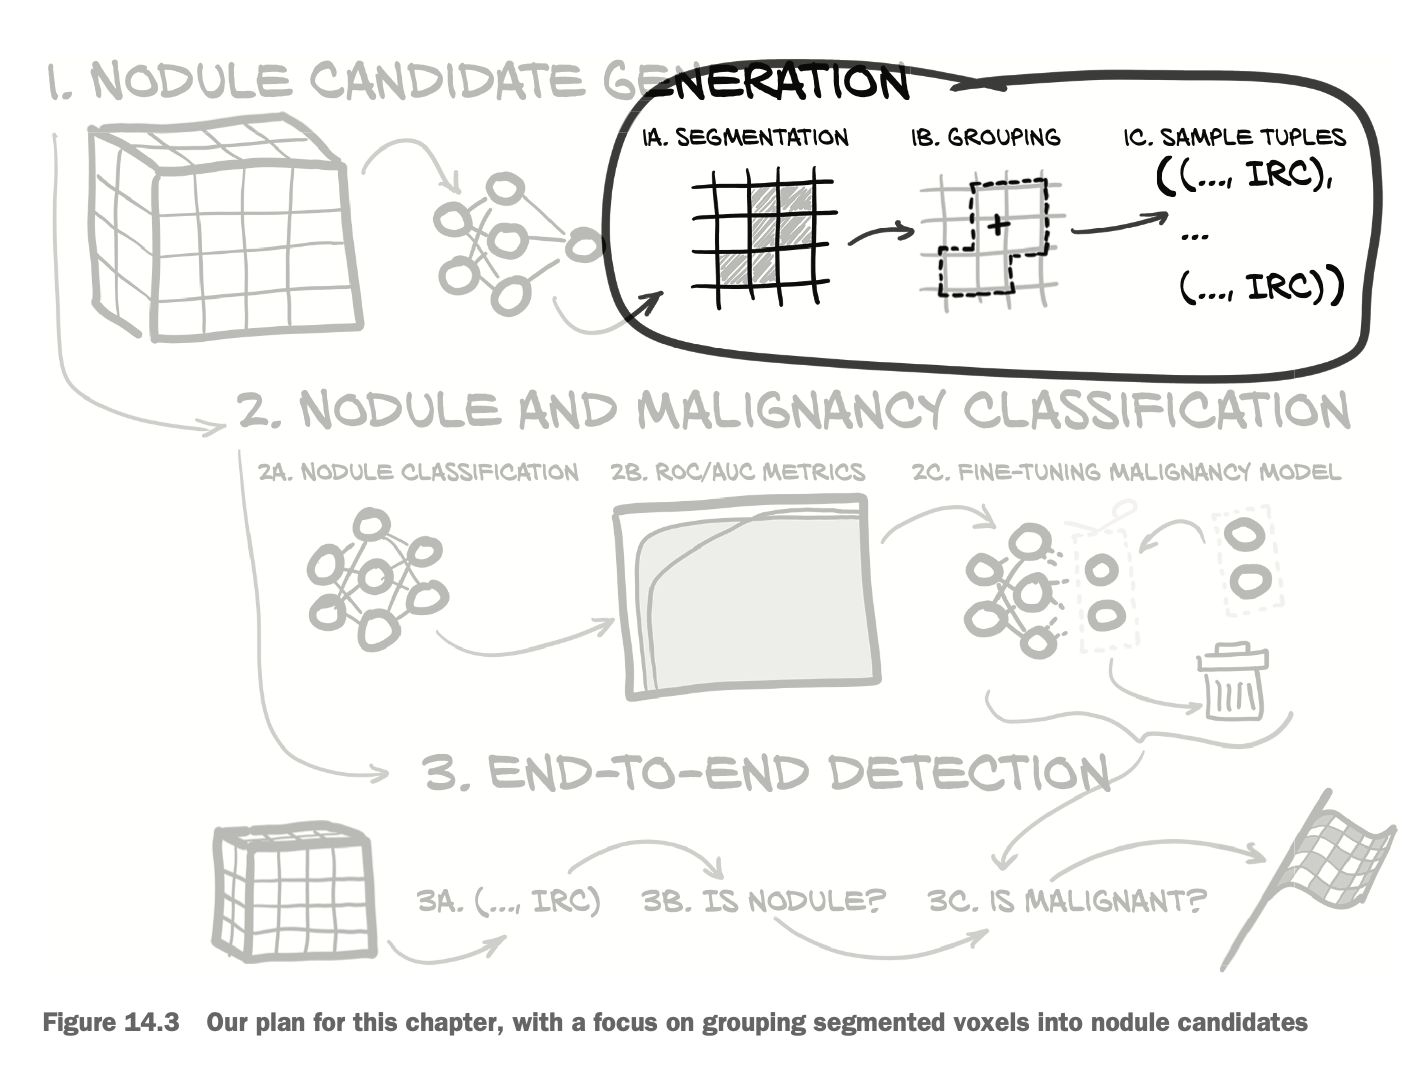 1. NODULE CANDIDATE GENERATION
1A. SEGMENTATION
1B. GROUPING
1C. SAMPLE TUPLES
((..., IRC),
...
(..., IRC))
2. NODULE AND MALIGNANCY CLASSIFICATION
2A. NODULE CLASSIFICATION
2B. ROC/AUC METRICS
2C. FINE-TUNING MALIGNANCY MODEL
3. END-TO-END DETECTION
3A. (..., IRC)
3B. IS NODULE?
3C. IS MALIGNANT?
Figure 14.3 Our plan for this chapter, with a focus on grouping segmented voxels into nodule candidates